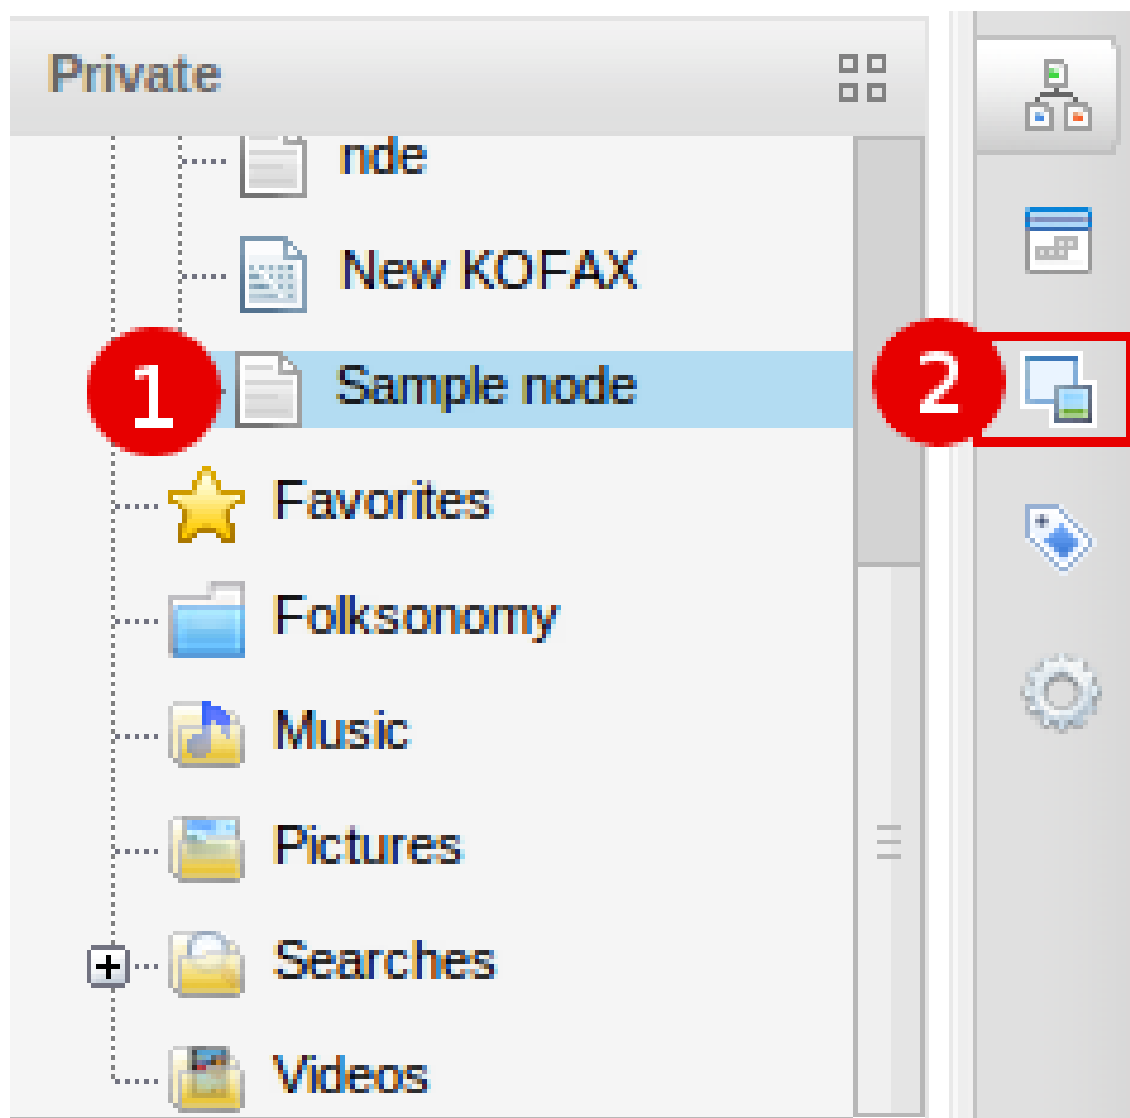 Private
nde
New KOFAX
1 Sample node 2
Favorites
Folksonomy
Music
Pictures
Searches
Videos